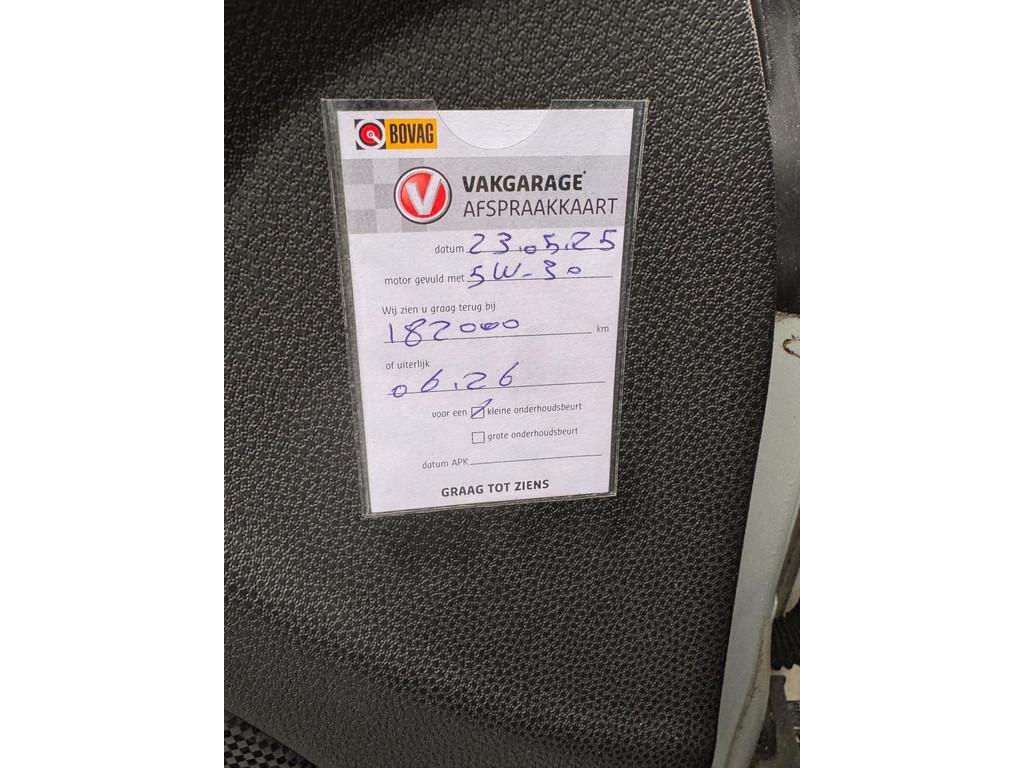 BOVAG
V VAKGARAGE
AFSPRAAKKAART
datum 23.05.25
motor gevuld met 5W-30
Wij zien u graag terug bij
182000 km
of uiterlijk
06.26
voor een kleine onderhoudsbeurt
grote onderhoudsbeurt
datum APK
GRAAG TOT ZIENS